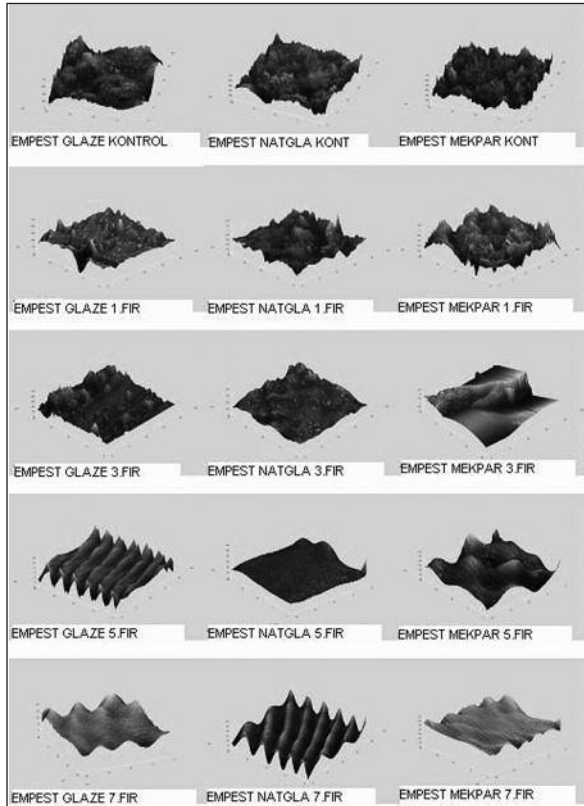 EMPEST GLAZE KONTROL
EMPEST NATGLA KONT
EMPEST MEKPAR KONT
EMPEST GLAZE 1.FIR
EMPEST NATGLA 1.FIR
EMPEST MEKPAR 1.FIR
EMPEST GLAZE 3.FIR
EMPEST NATGLA 3.FIR
EMPEST MEKPAR 3.FIR
EMPEST GLAZE 5.FIR
EMPEST NATGLA 5.FIR
EMPEST MEKPAR 5.FIR
EMPEST GLAZE 7.FIR
EMPEST NATGLA 7.FIR
EMPEST MEKPAR 7.FIR